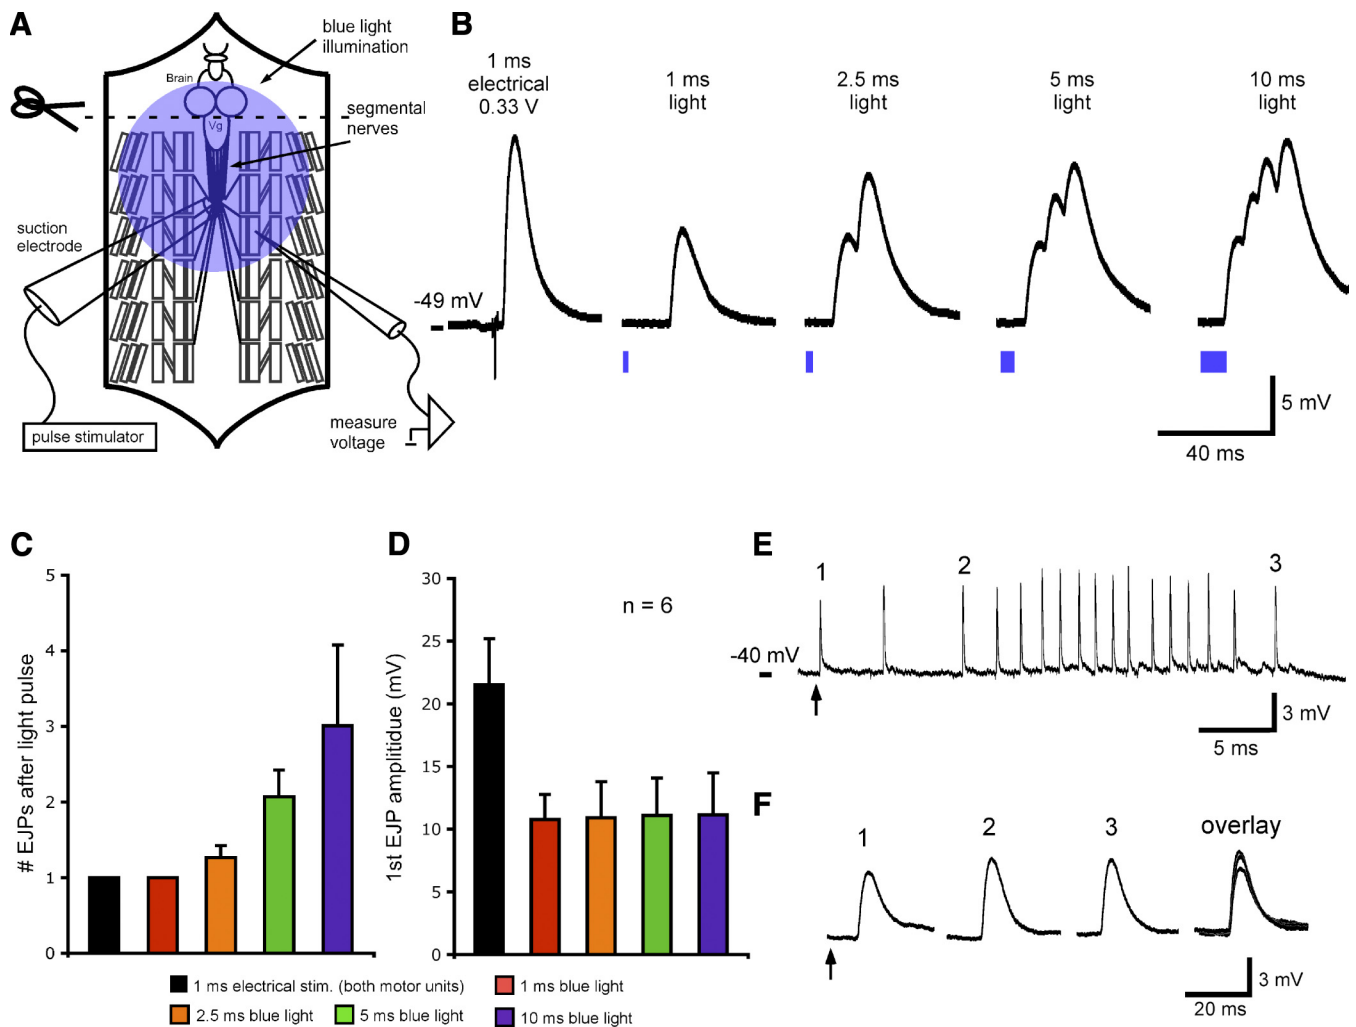 A
blue light
illumination
Brain
segmental
nerves
Vg
suction
electrode
pulse stimulator
measure
voltage
B
1 ms
electrical
0.33 V
1 ms
light
2.5 ms
light
5 ms
light
10 ms
light
-49 mV
5 mV
40 ms
C
# EJPs after light pulse
5
4
3
2
1
0
D
1st EJP amplitidue (mV)
30
25
20
15
10
5
0
n = 6
1 ms electrical stim. (both motor units)
1 ms blue light
2.5 ms blue light
5 ms blue light
10 ms blue light
E
1
2
3
-40 mV
3 mV
5 ms
F
1
2
3
overlay
3 mV
20 ms